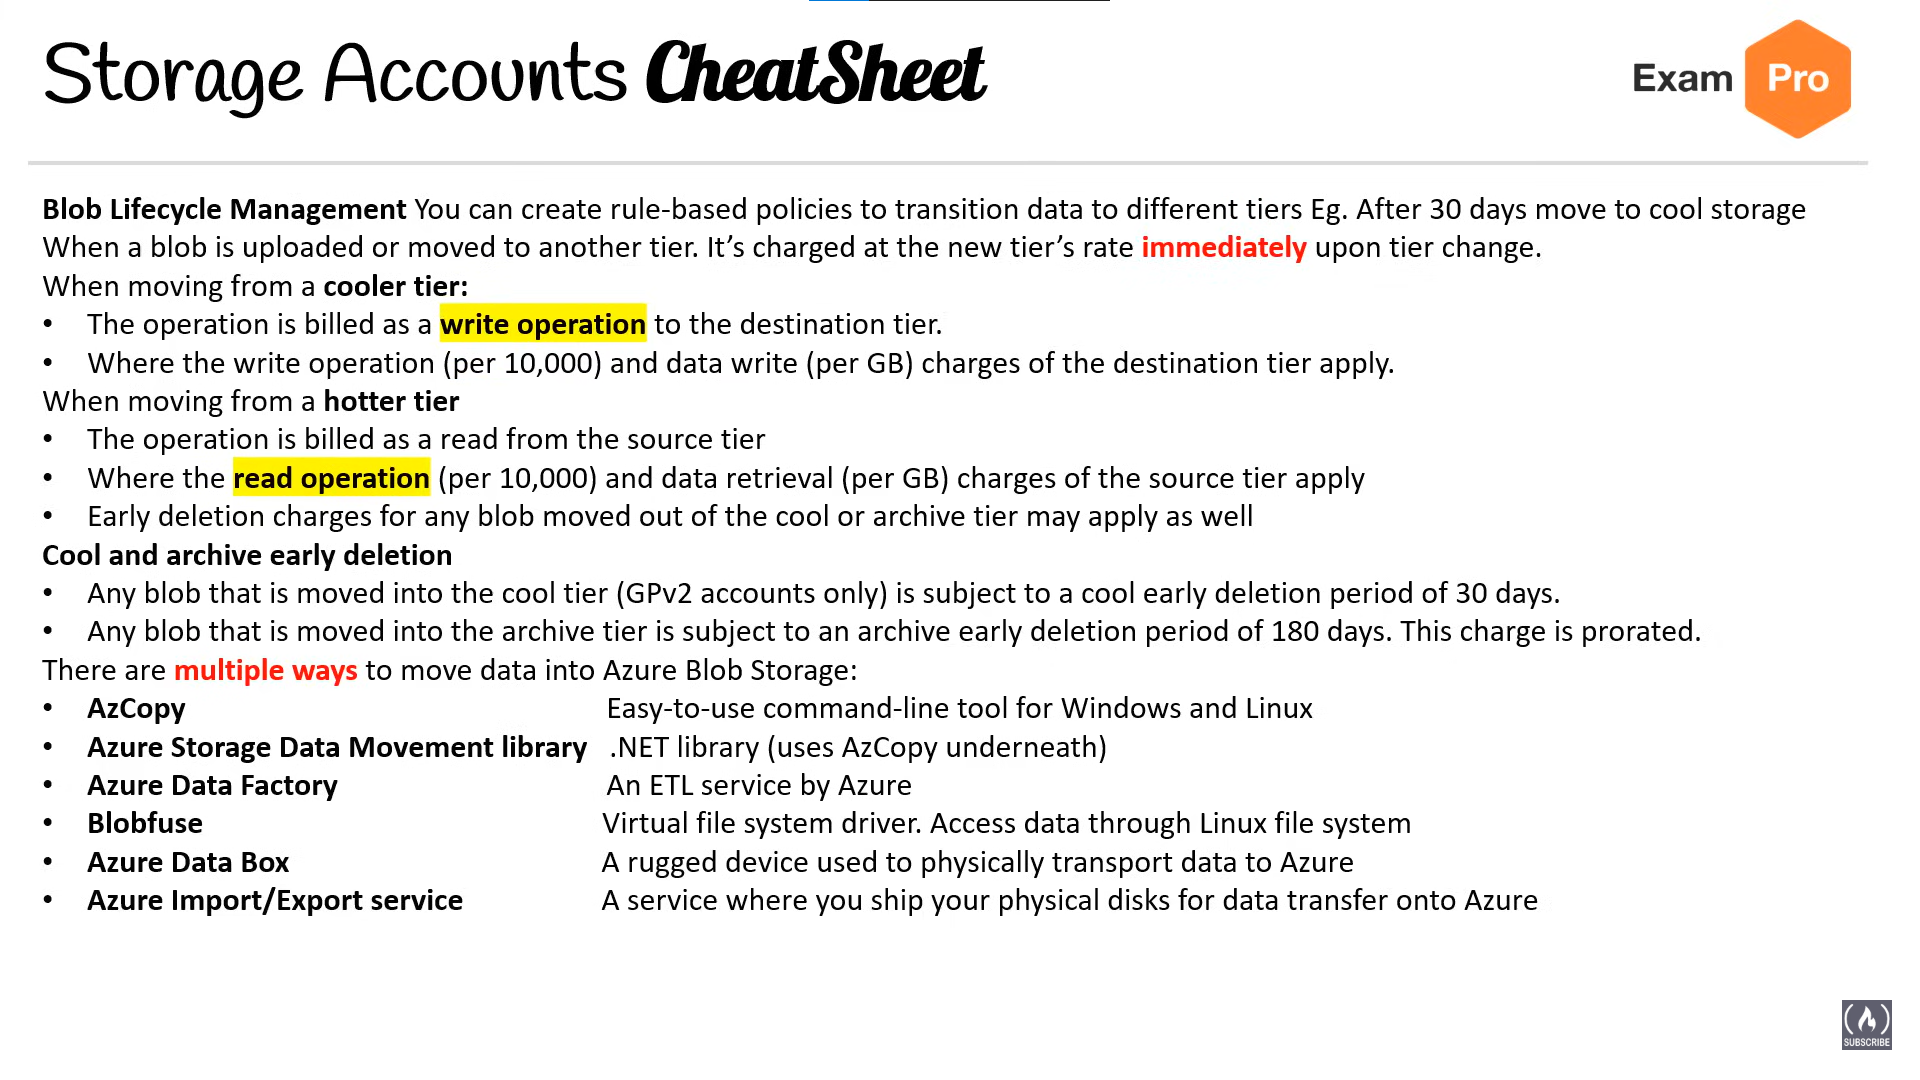 Storage Accounts CheatSheet
Exam Pro
Blob Lifecycle Management You can create rule-based policies to transition data to different tiers Eg. After 30 days move to cool storage
When a blob is uploaded or moved to another tier. It’s charged at the new tier’s rate immediately upon tier change.
When moving from a cooler tier:
• The operation is billed as a write operation to the destination tier.
• Where the write operation (per 10,000) and data write (per GB) charges of the destination tier apply.
When moving from a hotter tier
• The operation is billed as a read from the source tier
• Where the read operation (per 10,000) and data retrieval (per GB) charges of the source tier apply
• Early deletion charges for any blob moved out of the cool or archive tier may apply as well
Cool and archive early deletion
• Any blob that is moved into the cool tier (GPv2 accounts only) is subject to a cool early deletion period of 30 days.
• Any blob that is moved into the archive tier is subject to an archive early deletion period of 180 days. This charge is prorated.
There are multiple ways to move data into Azure Blob Storage:
• AzCopy Easy-to-use command-line tool for Windows and Linux
• Azure Storage Data Movement library .NET library (uses AzCopy underneath)
• Azure Data Factory An ETL service by Azure
• Blobfuse Virtual file system driver. Access data through Linux file system
• Azure Data Box A rugged device used to physically transport data to Azure
• Azure Import/Export service A service where you ship your physical disks for data transfer onto Azure
SUBSCRIBE